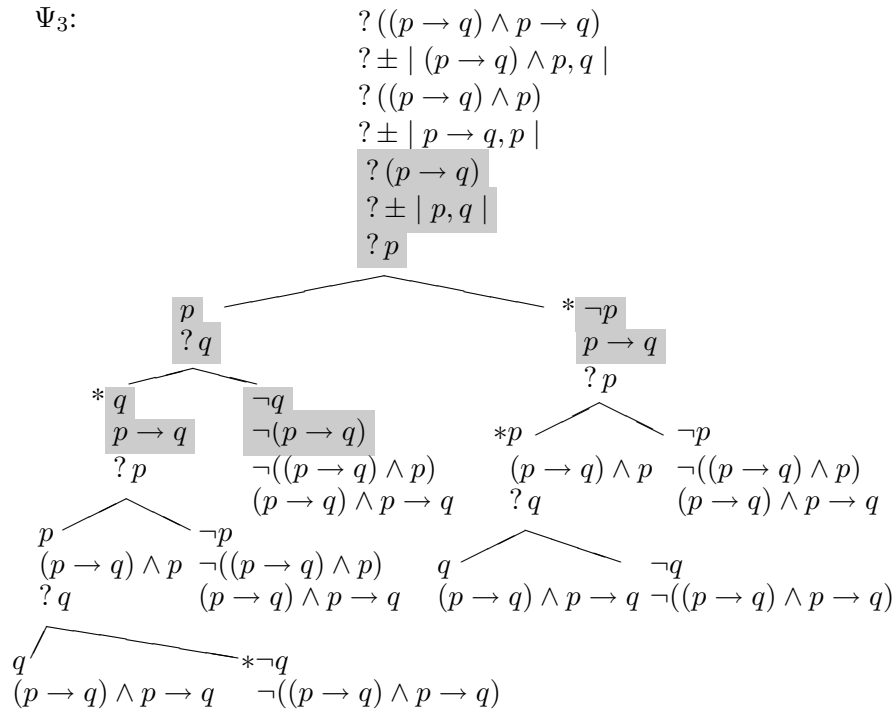 Ψ₃:
? ((p → q) ∧ p → q)
? ± | (p → q) ∧ p, q |
? ((p → q) ∧ p)
? ± | p → q, p |
? (p → q)
? ± | p, q |
? p
p
* ¬p
? q
p → q
? p
* q
¬q
p → q
¬(p → q)
*p
¬p
? p
¬((p → q) ∧ p)
(p → q) ∧ p
¬((p → q) ∧ p)
(p → q) ∧ p → q
? q
(p → q) ∧ p → q
p
¬p
(p → q) ∧ p
¬((p → q) ∧ p)
q
¬q
? q
(p → q) ∧ p → q
(p → q) ∧ p → q
¬((p → q) ∧ p → q)
q
*¬q
(p → q) ∧ p → q
¬((p → q) ∧ p → q)